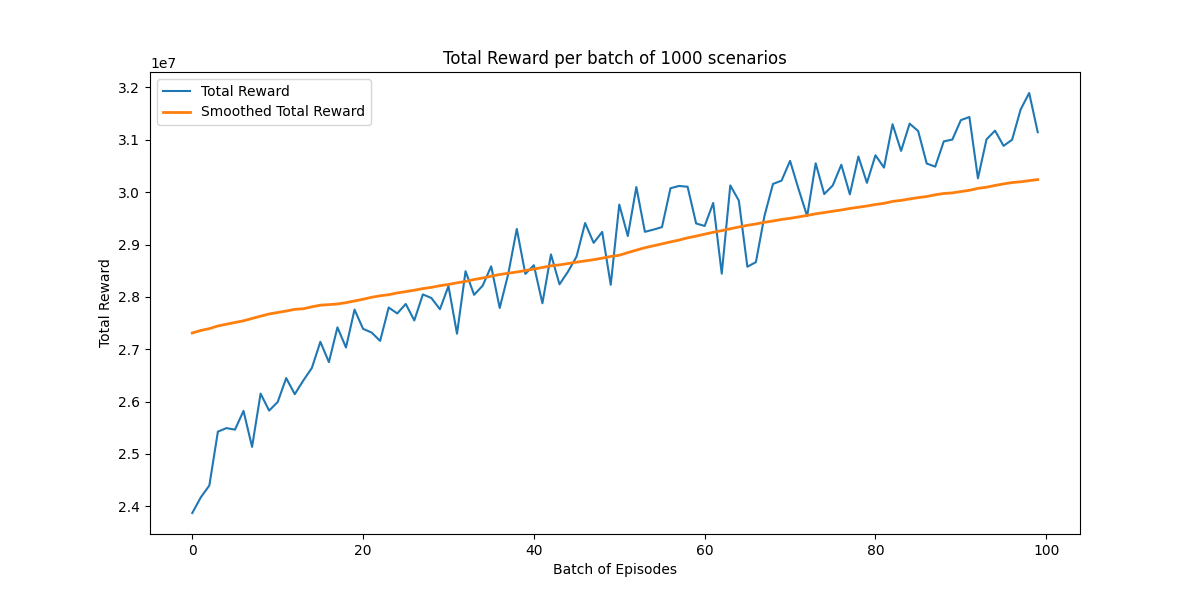 Total Reward per batch of 1000 scenarios
1e7
Total Reward
Smoothed Total Reward
3.2
3.1
3.0
2.9
2.8
2.7
2.6
2.5
2.4
Total Reward
0 20 40 60 80 100
Batch of Episodes